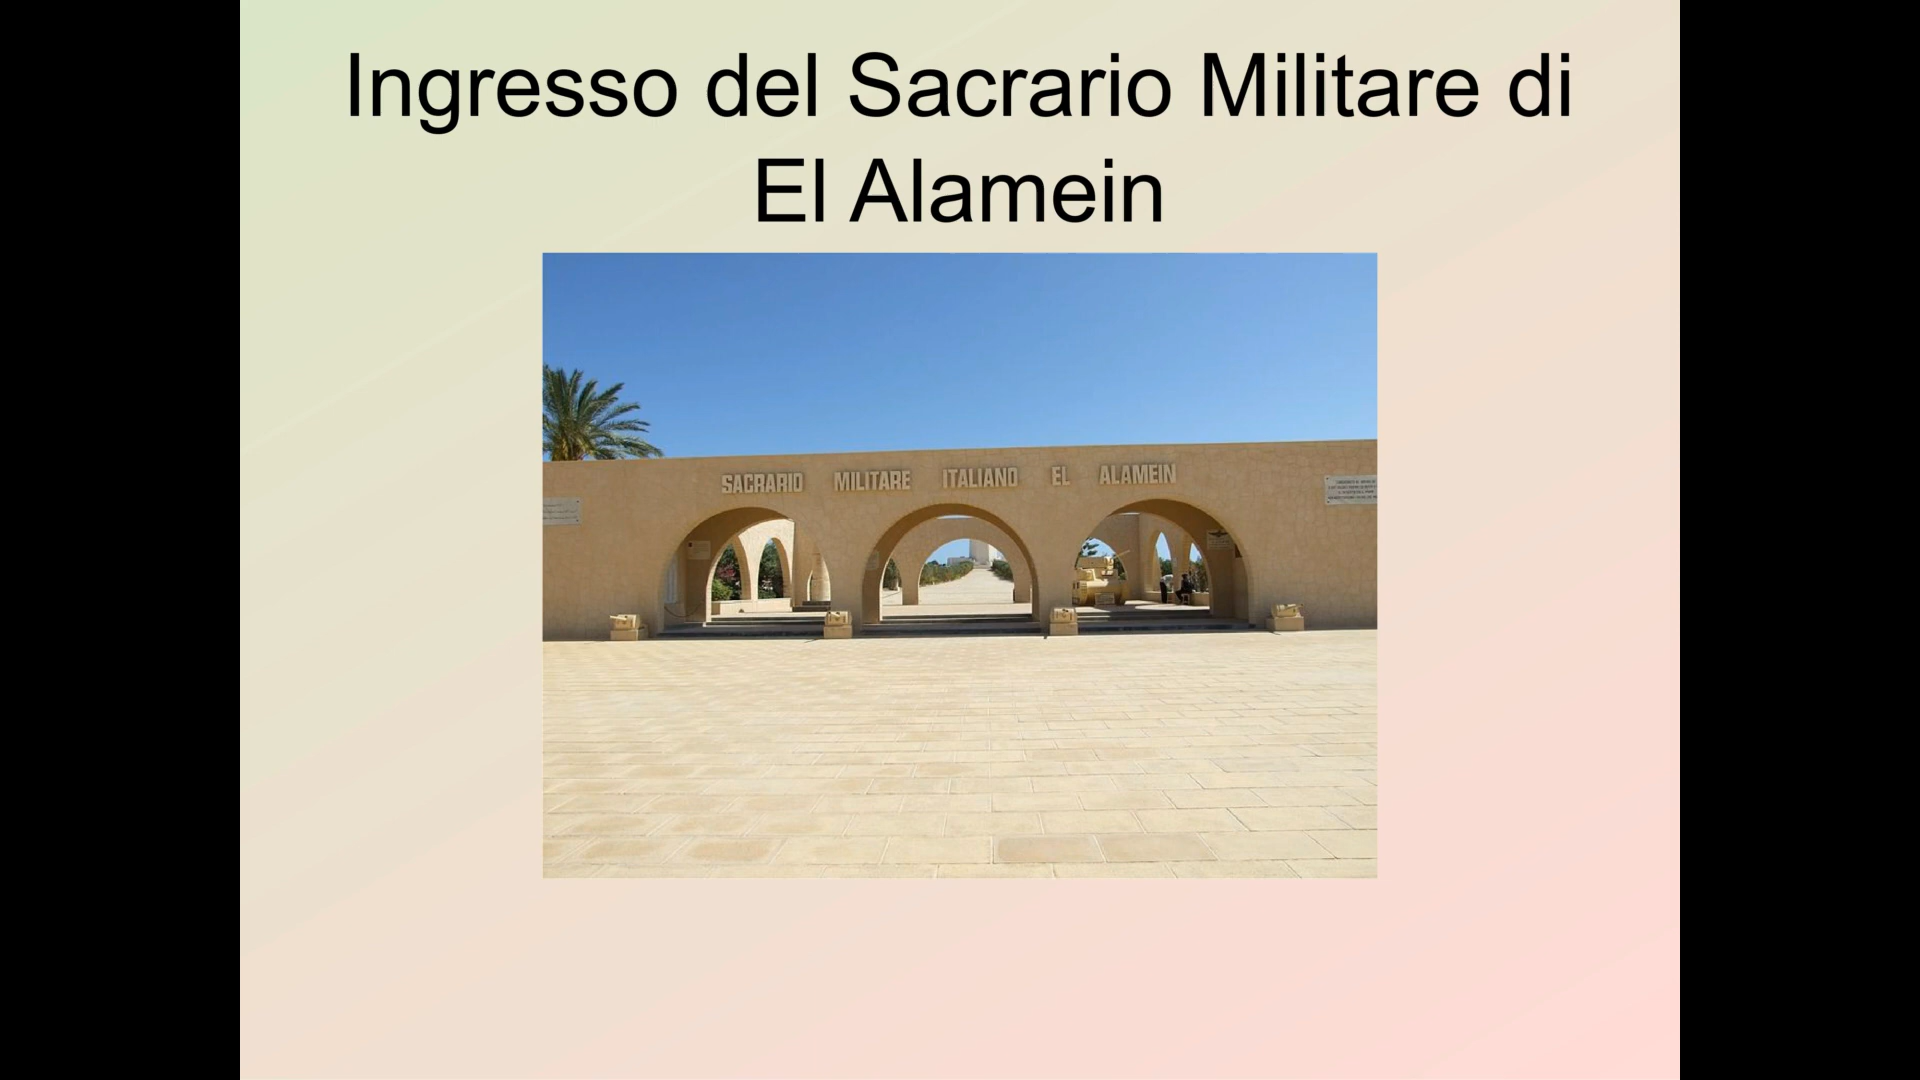 Ingresso del Sacrario Militare di
El Alamein
SACRARIO MILITARE ITALIANO EL ALAMEIN